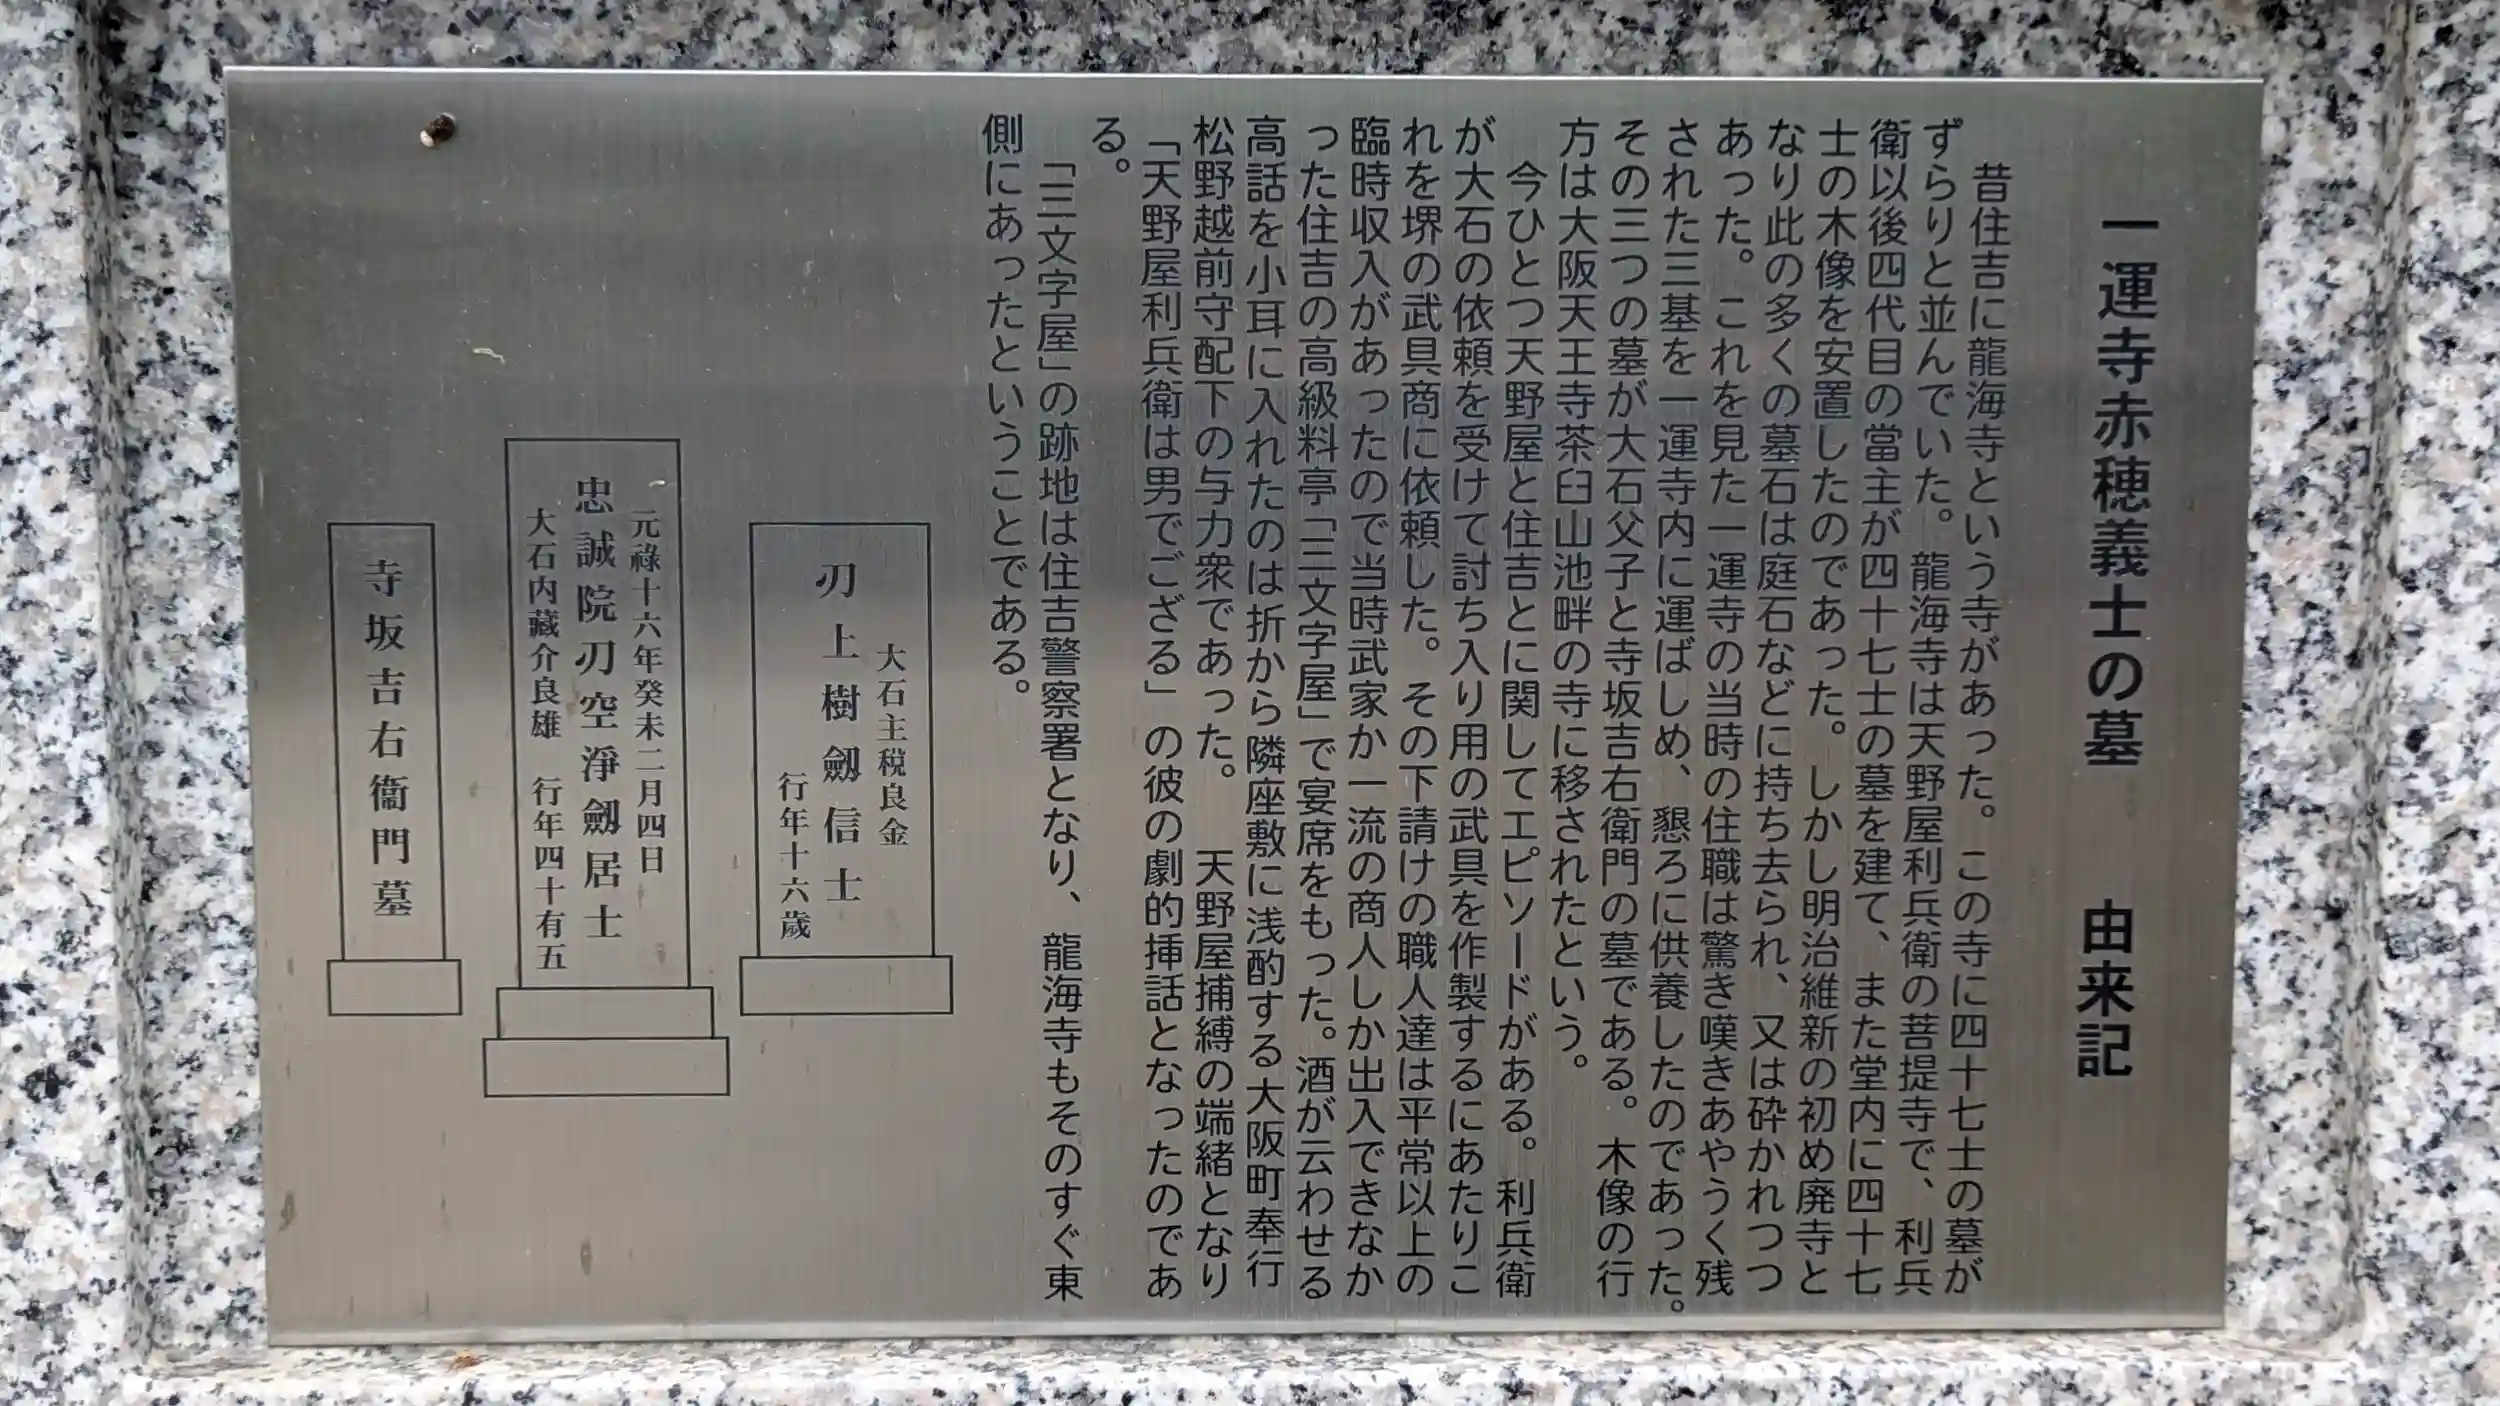 一運寺赤穂義士の墓　由来記
昔住吉に龍海寺という寺があった。この寺に四十七士の墓が
ずらりと並んでいた。龍海寺は天野屋利兵衛の菩提寺で、利兵
衛以後四代目の當主が四十七士の墓を建て、また堂内に四十七
士の木像を安置したのであった。しかし明治維新の初め廃寺と
なり此の多くの墓石は庭石などに持ち去られ、又は砕かれつつ
あった。これを見た一運寺の当時の住職は驚き嘆きあやうく残
された三基を一運寺内に運ばしめ、懇ろに供養したのであった。
その三つの墓が大石父子と寺坂吉右衛門の墓である。木像の行
方は大阪天王寺茶臼山池畔の寺に移されたという。
今ひとつ天野屋と住吉とに関してエピソードがある。利兵衛
が大石の依頼を受けて討ち入り用の武具を作製するにあたりこ
れを堺の武具商に依頼した。その下請けの職人達は平常以上の
臨時収入があったので当時武家か一流の商人しか出入できなか
った住吉の高級料亭「三文字屋」で宴席をもった。酒が云わせる
高話を小耳に入れたのは折から隣座敷に浅酌する大阪町奉行
松野越前守配下の与力衆であった。　天野屋捕縛の端緒となり
「天野屋利兵衛は男でござる」の彼の劇的挿話となったのであ
る。
「三文字屋」の跡地は住吉警察署となり、龍海寺もそのすぐ東
側にあったということである。
大石主税良金
刃上樹劔信士
行年十六歳
元祿十六年癸未二月四日
忠誠院刃空淨劔居士
大石内藏介良雄　行年四十有五
寺坂吉右衞門墓